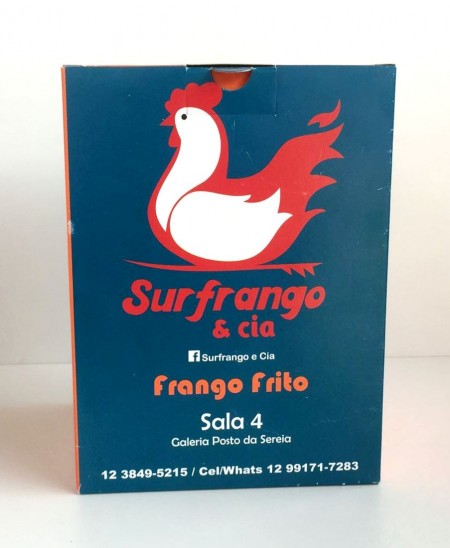 Surfrango
& cia
f Surfrango e Cia
Frango Frito
Sala 4
Galeria Posto da Sereia
12 3849-5215 / Cel/Whats 12 99171-7283